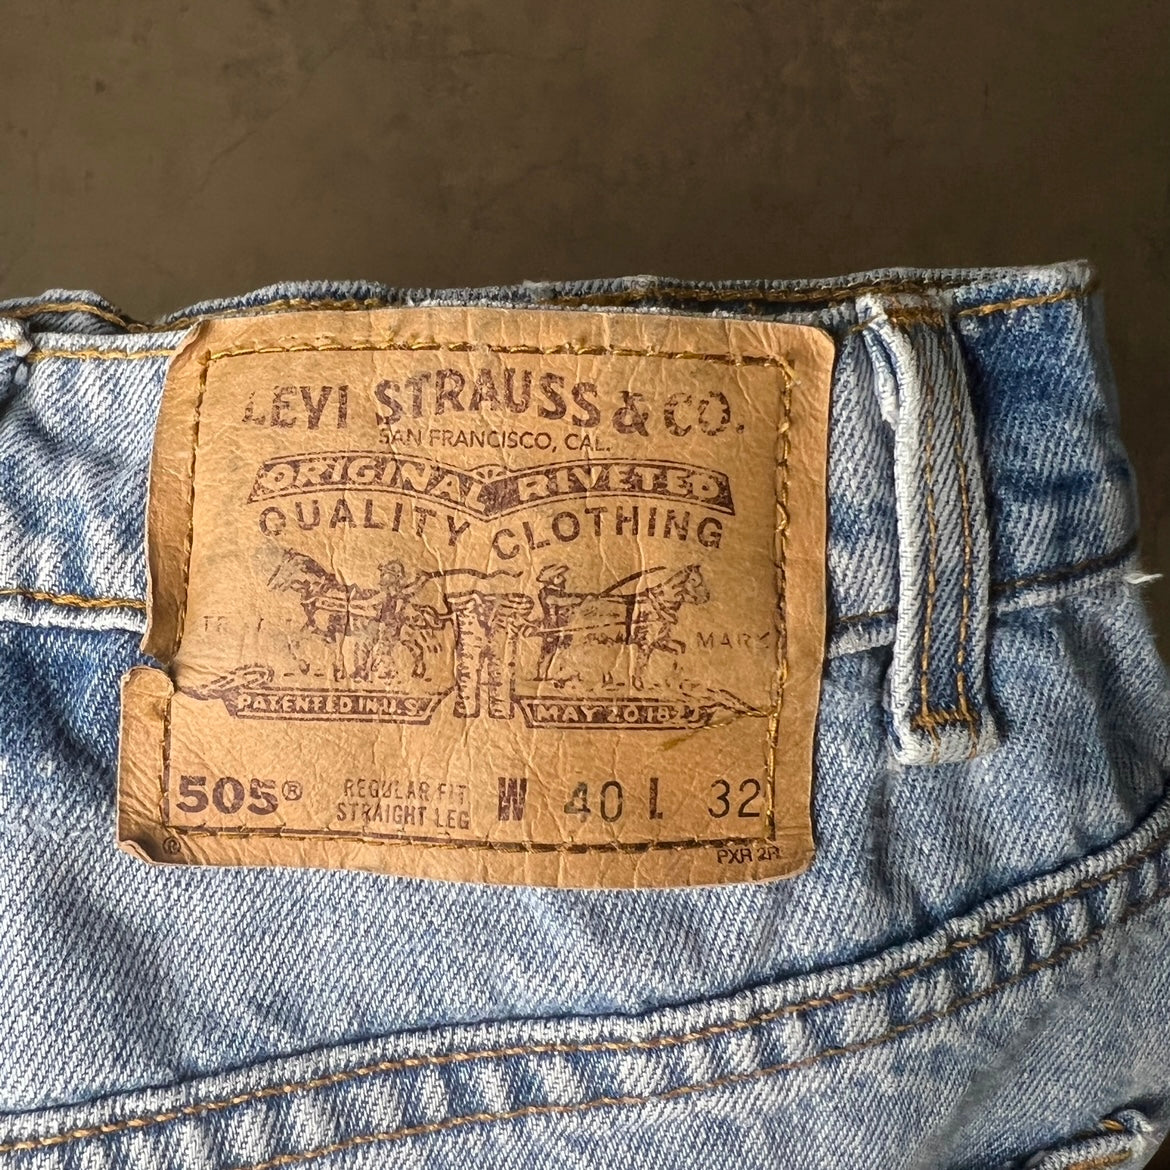 LEVI STRAUSS & CO.
SAN FRANCISCO, CAL.
ORIGINAL RIVETED
QUALITY CLOTHING
MARK
PATENTED IN U.S. MAY 20 1873
505® REGULAR FIT
STRAIGHT LEG
W 40 L 32
®
PXR 2R